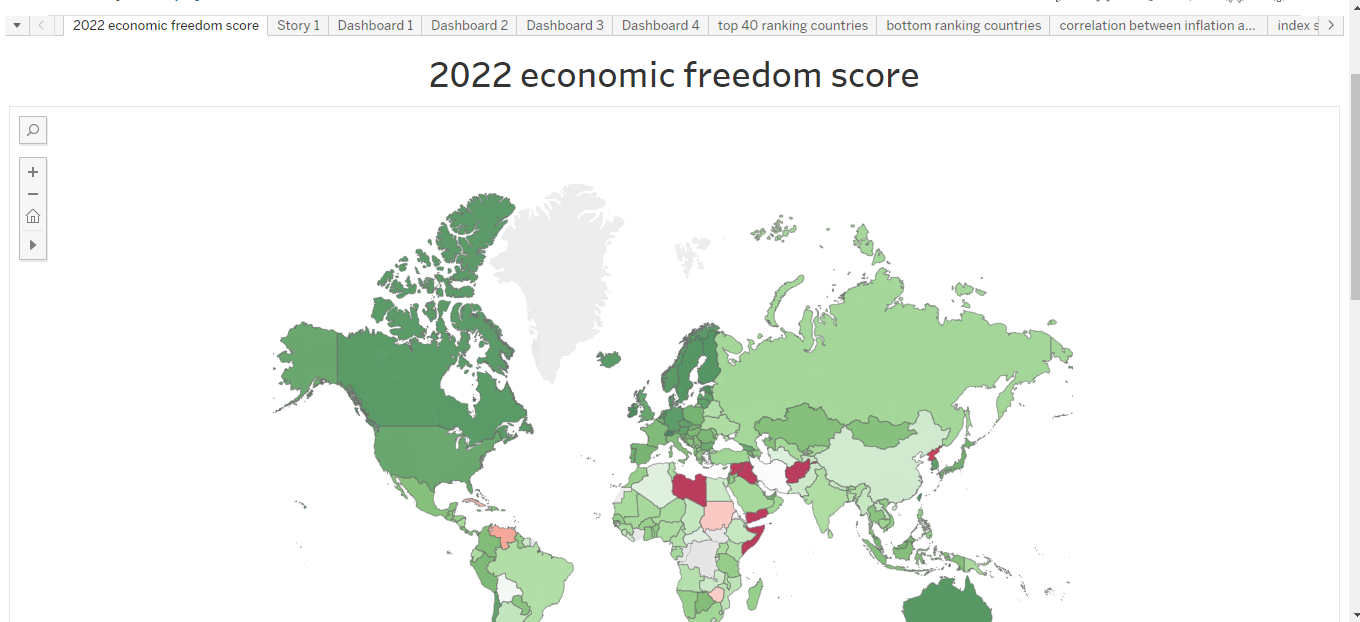 2022 economic freedom score
Story 1
Dashboard 1
Dashboard 2
Dashboard 3
Dashboard 4
top 40 ranking countries
bottom ranking countries
correlation between inflation a...
index s
2022 economic freedom score